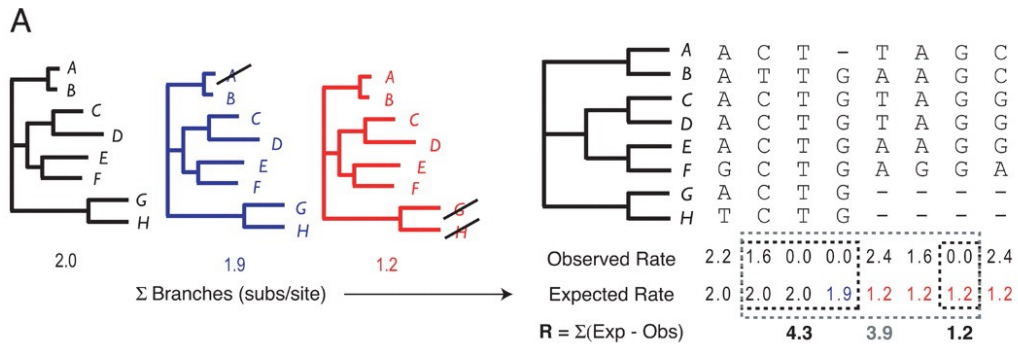 A
A
B
C
D
E
F
G
H
2.0
A
B
C
D
E
F
G
H
1.9
A
B
C
D
E
F
G
H
1.2
Σ Branches (subs/site)
A A C T - T A G C
B A T T G A A G C
C A C T G T A G G
D A C T G T A G G
E A C T G A A G G
F G C T G A G G A
G A C T G - - - -
H T C T G - - - -
Observed Rate 2.2 1.6 0.0 0.0 2.4 1.6 0.0 2.4
Expected Rate 2.0 2.0 2.0 1.9 1.2 1.2 1.2 1.2
R = Σ(Exp - Obs) 4.3 3.9 1.2